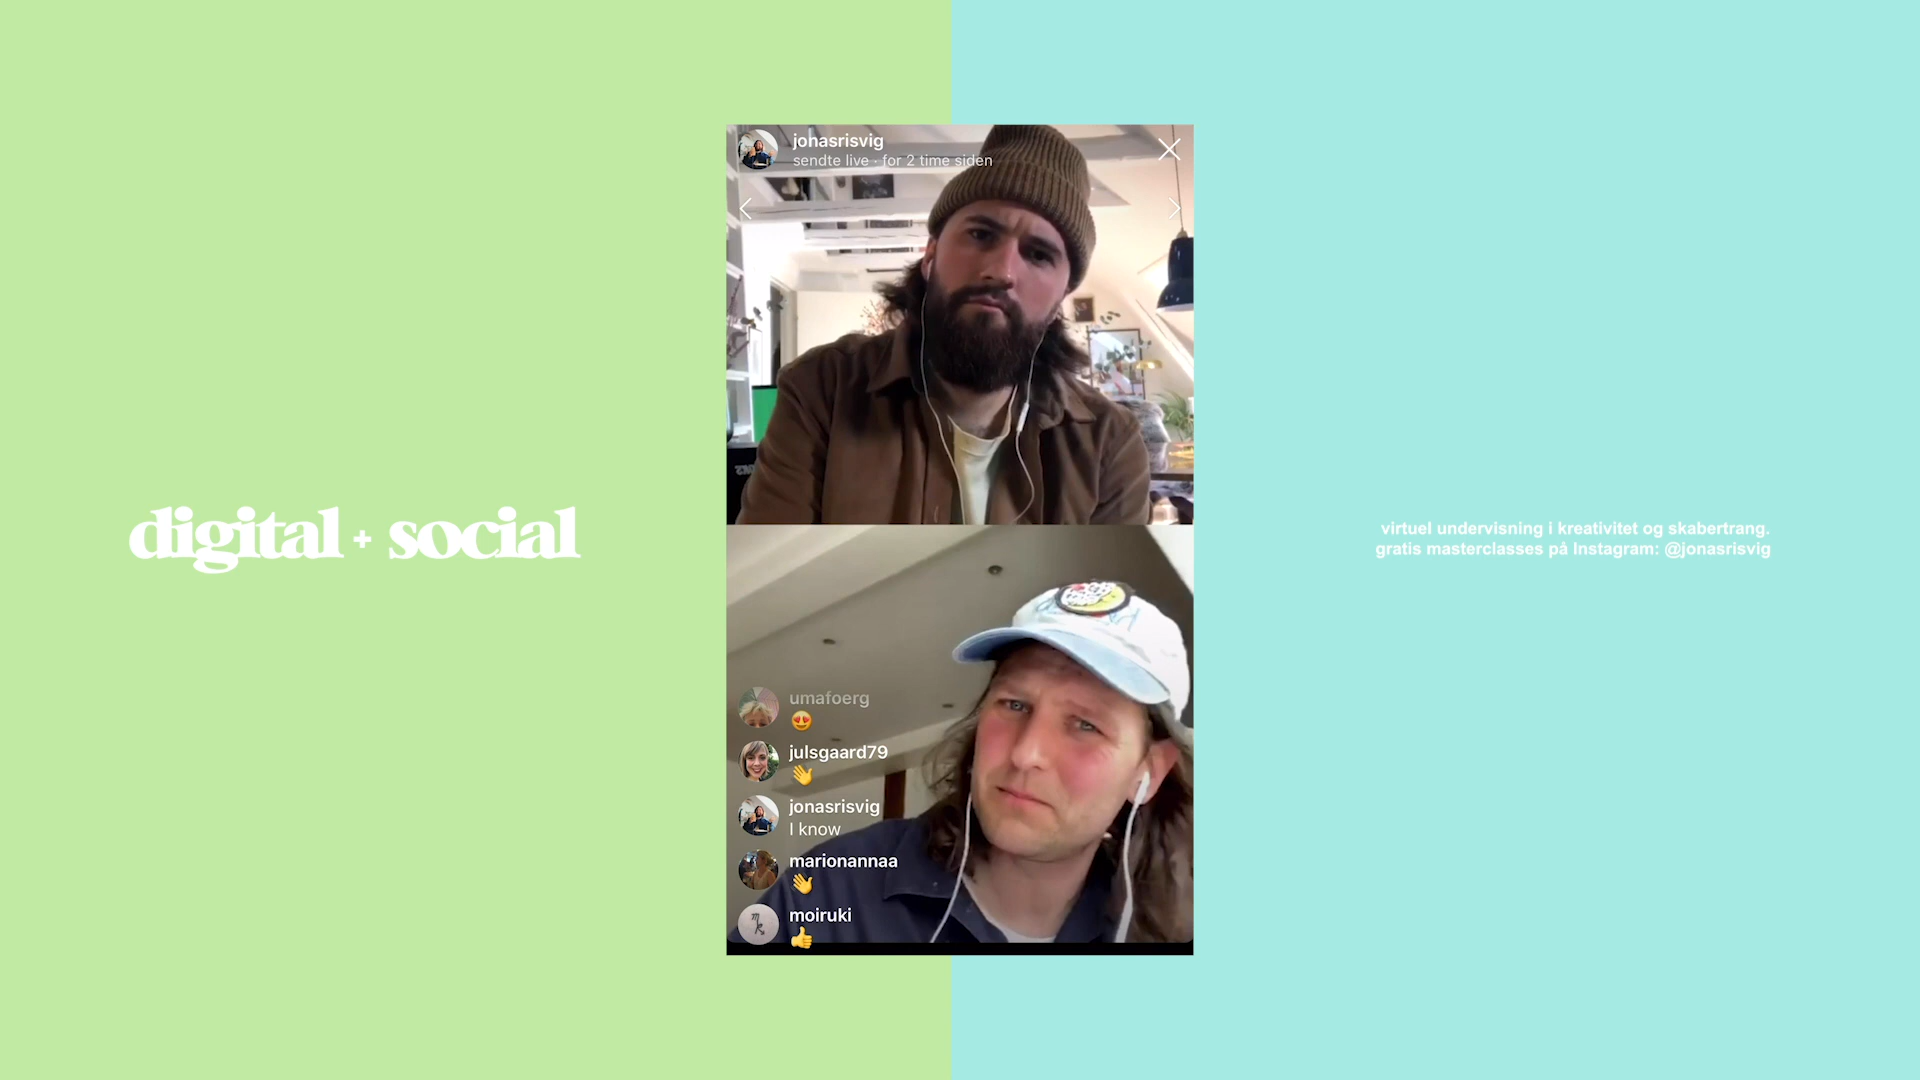 digital + social
jonasrisvig
sendte live · for 2 time siden
umafoerg
😍
julsgaard79
👋
jonasrisvig
I know
marionannaa
👋
moiruki
👍
virtuel undervisning i kreativitet og skabertrang.
gratis masterclasses på Instagram: @jonasrisvig